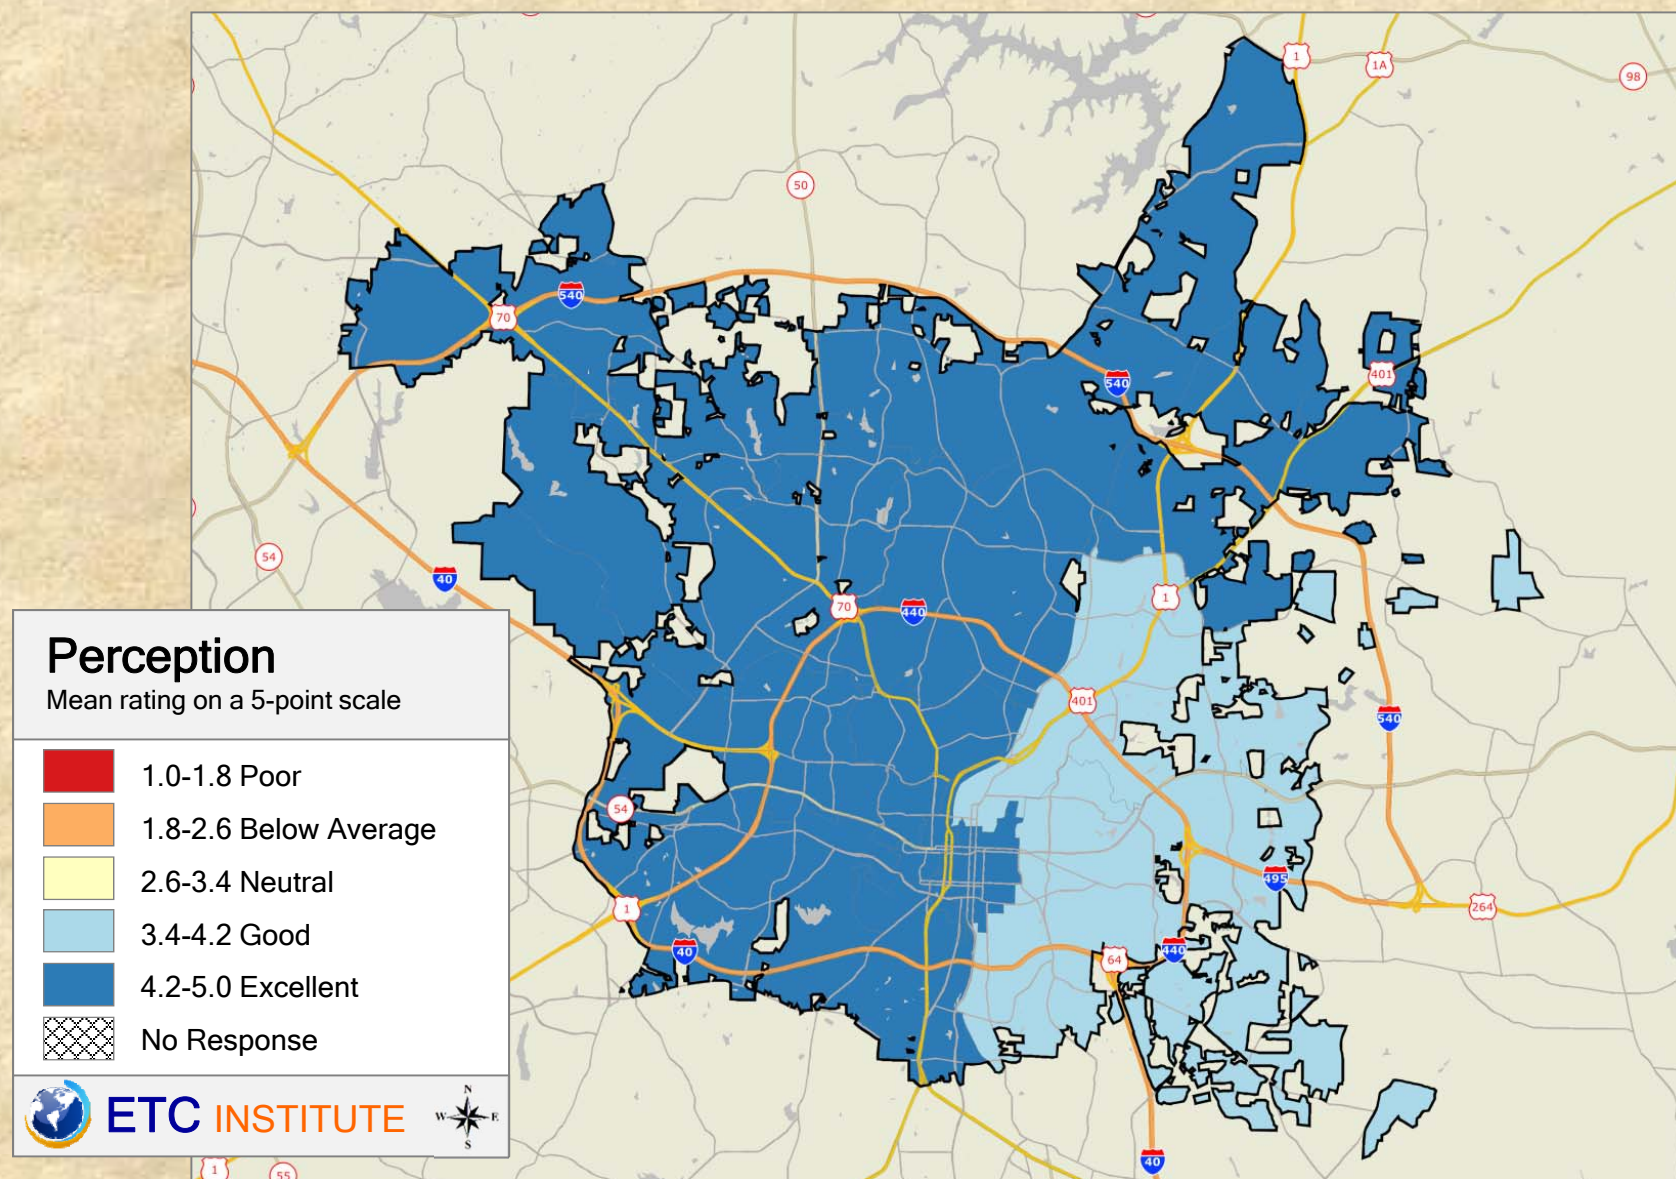 1
1A
98
50
540
70
401
540
54
40
70
440
1
401
540
54
495
264
1
40
440
64
40
1
55
Perception
Mean rating on a 5-point scale
1.0-1.8 Poor
1.8-2.6 Below Average
2.6-3.4 Neutral
3.4-4.2 Good
4.2-5.0 Excellent
No Response
ETC INSTITUTE
N
W E
S